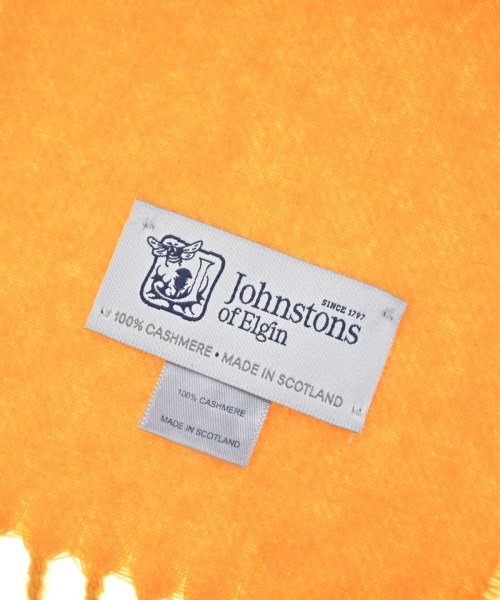 SINCE 1797
Johnstons
of Elgin
100% CASHMERE • MADE IN SCOTLAND
100% CASHMERE
MADE IN SCOTLAND